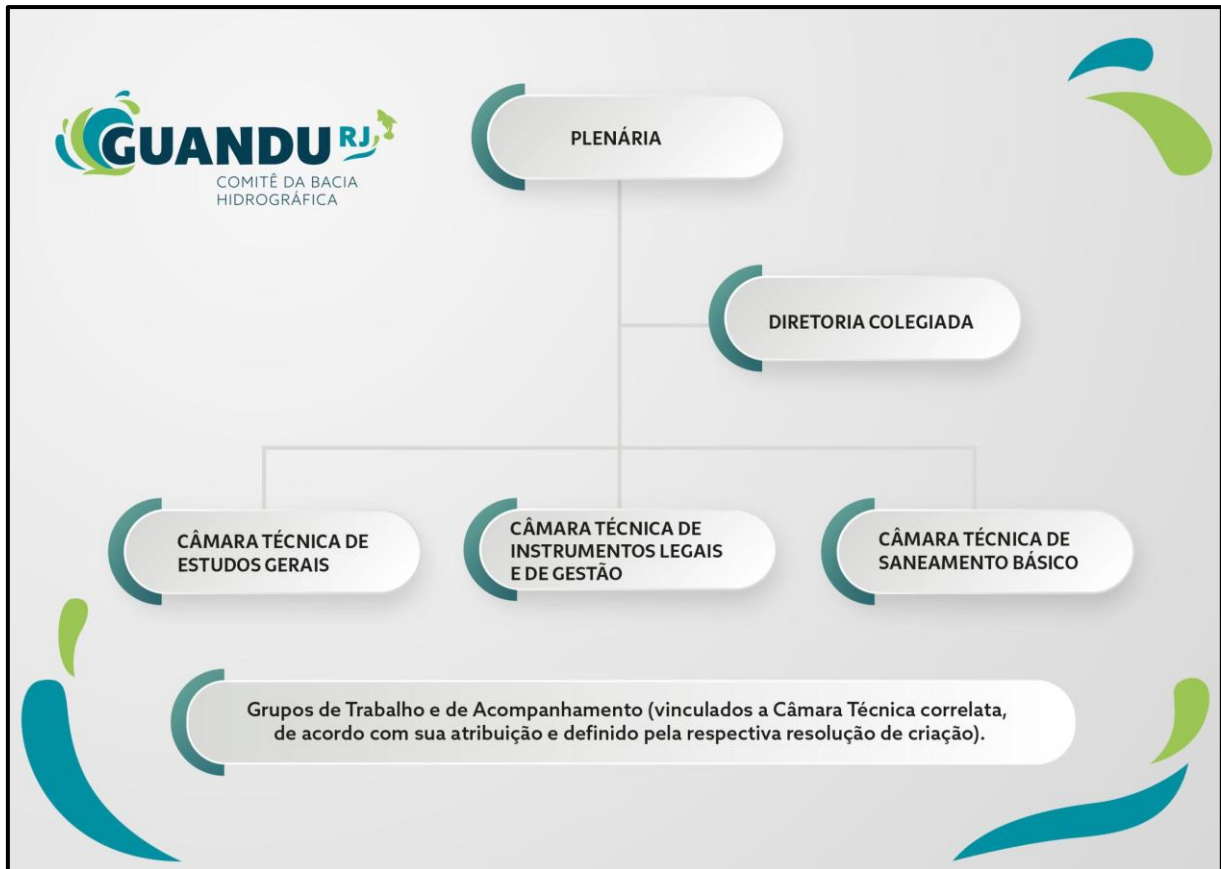 GUANDU RJ
COMITÊ DA BACIA
HIDROGRÁFICA
PLENÁRIA
DIRETORIA COLEGIADA
CÂMARA TÉCNICA DE
ESTUDOS GERAIS
CÂMARA TÉCNICA DE
INSTRUMENTOS LEGAIS
E DE GESTÃO
CÂMARA TÉCNICA DE
SANEAMENTO BÁSICO
Grupos de Trabalho e de Acompanhamento (vinculados a Câmara Técnica correlata,
de acordo com sua atribuição e definido pela respectiva resolução de criação).